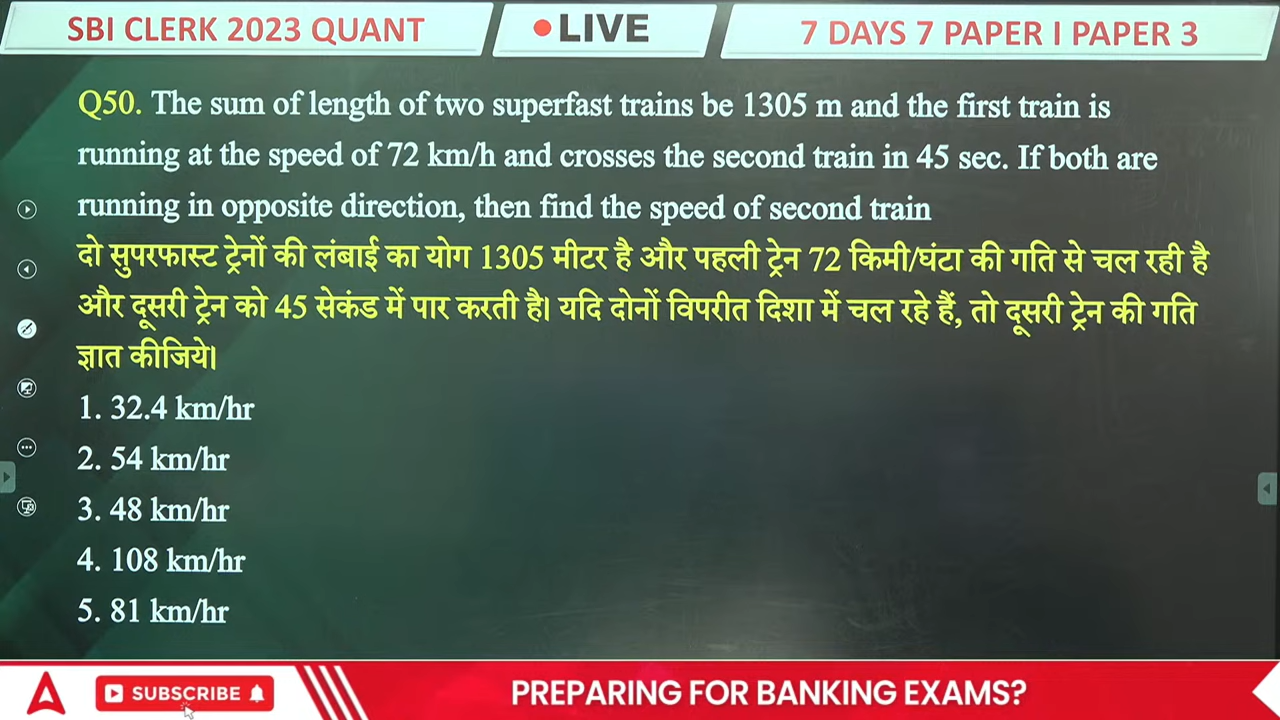 SBI CLERK 2023 QUANT
LIVE
7 DAYS 7 PAPER I PAPER 3
Q50. The sum of length of two superfast trains be 1305 m and the first train is
running at the speed of 72 km/h and crosses the second train in 45 sec. If both are
running in opposite direction, then find the speed of second train
दो सुपरफास्ट ट्रेनों की लंबाई का योग 1305 मीटर है और पहली ट्रेन 72 किमी/घंटा की गति से चल रही है
और दूसरी ट्रेन को 45 सेकंड में पार करती है। यदि दोनों विपरीत दिशा में चल रहे हैं, तो दूसरी ट्रेन की गति
ज्ञात कीजिये।
1. 32.4 km/hr
2. 54 km/hr
3. 48 km/hr
4. 108 km/hr
5. 81 km/hr
SUBSCRIBE
PREPARING FOR BANKING EXAMS?